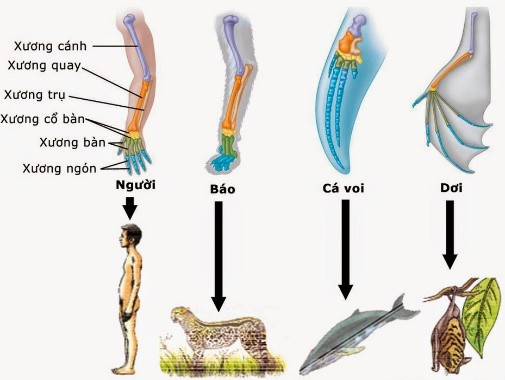 Xương cánh
Xương quay
Xương trụ
Xương cổ bàn
Xương bàn
Xương ngón
Người
Báo
Cá voi
Dơi